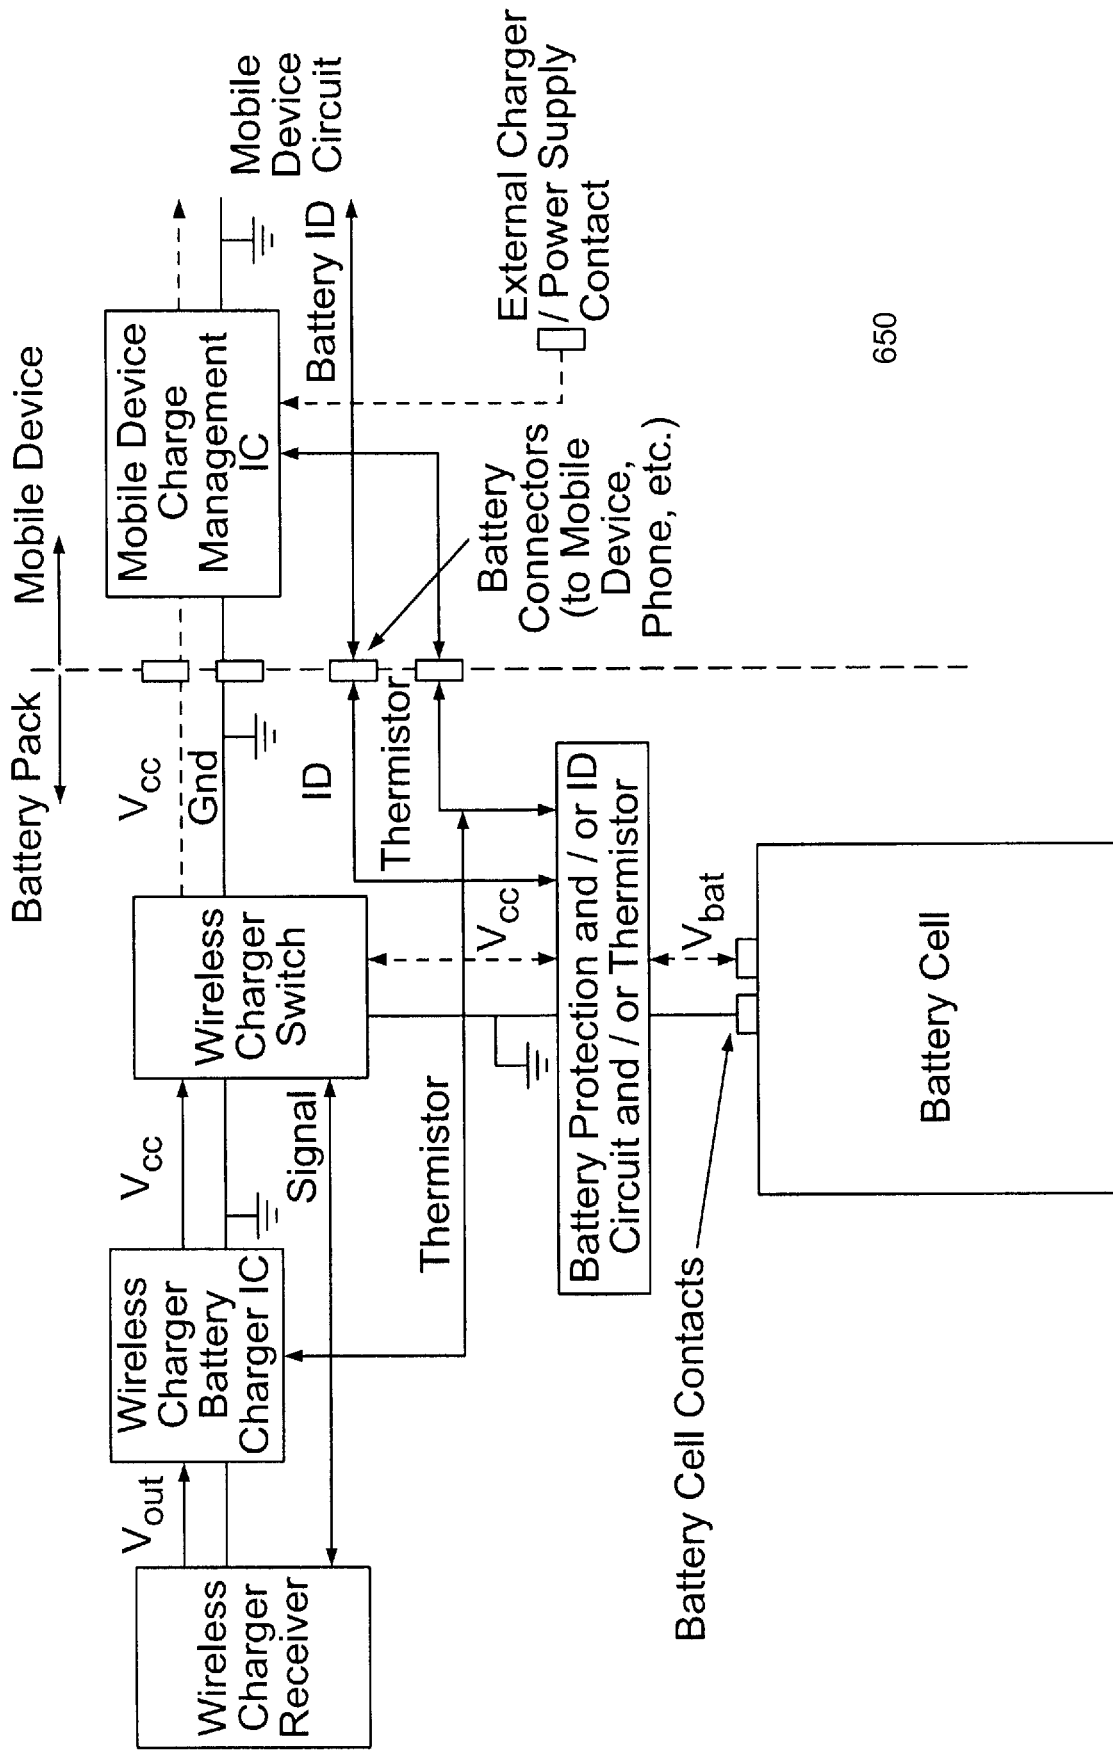 Battery Pack
Mobile Device
Wireless
Charger
Receiver
Vout
Wireless
Charger
Battery
Charger IC
Vcc
Signal
Wireless
Charger
Switch
Vcc
Gnd
Mobile Device
Charge
Management
IC
Mobile
Device
Circuit
ID
Battery ID
Thermistor
Thermistor
Vcc
Battery
Connectors
(to Mobile
Device,
Phone, etc.)
External Charger
/ Power Supply
Contact
Battery Protection and / or ID
Circuit and / or Thermistor
Vbat
Battery Cell Contacts
Battery Cell
650